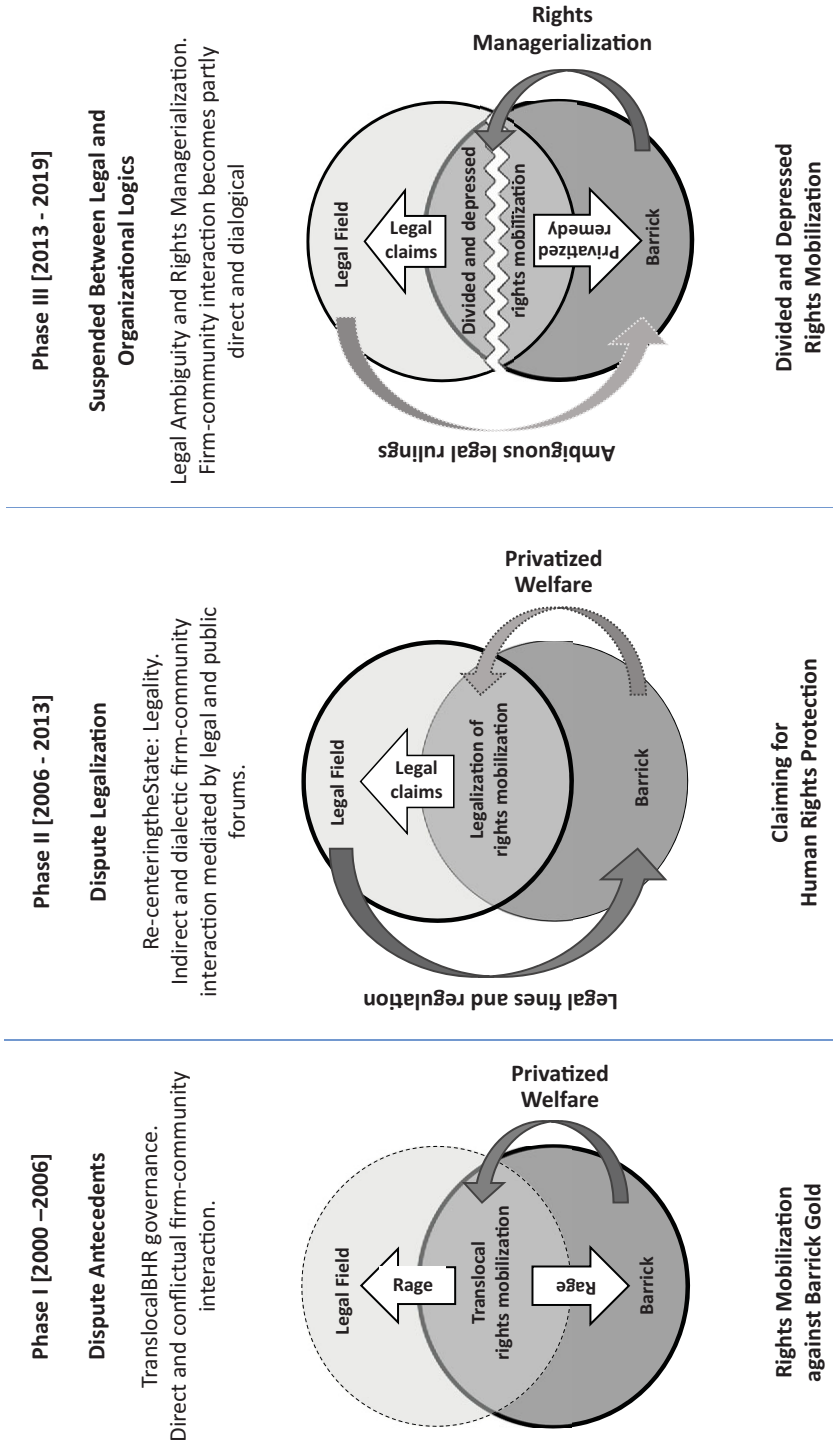 Phase I [2000 –2006]
Dispute Antecedents
TranslocalBHR governance.
Direct and conflictual firm-community
interaction.
Legal Field
Rage
Translocal
rights mobilization
Rage
Barrick
Privatized
Welfare
Rights Mobilization
against Barrick Gold
Phase II [2006 - 2013]
Dispute Legalization
Re-centeringtheState: Legality.
Indirect and dialectic firm-community
interaction mediated by legal and public
forums.
Legal fines and regulation
Legal Field
Legal
claims
Legalization of
rights mobilization
Barrick
Privatized
Welfare
Claiming for
Human Rights Protection
Phase III [2013 - 2019]
Suspended Between Legal and
Organizational Logics
Legal Ambiguity and Rights Managerialization.
Firm-community interaction becomes partly
direct and dialogical
Ambiguous legal rulings
Legal Field
Legal
claims
Divided and depressed
rights mobilization
Privatized
remedy
Barrick
Rights
Managerialization
Divided and Depressed
Rights Mobilization